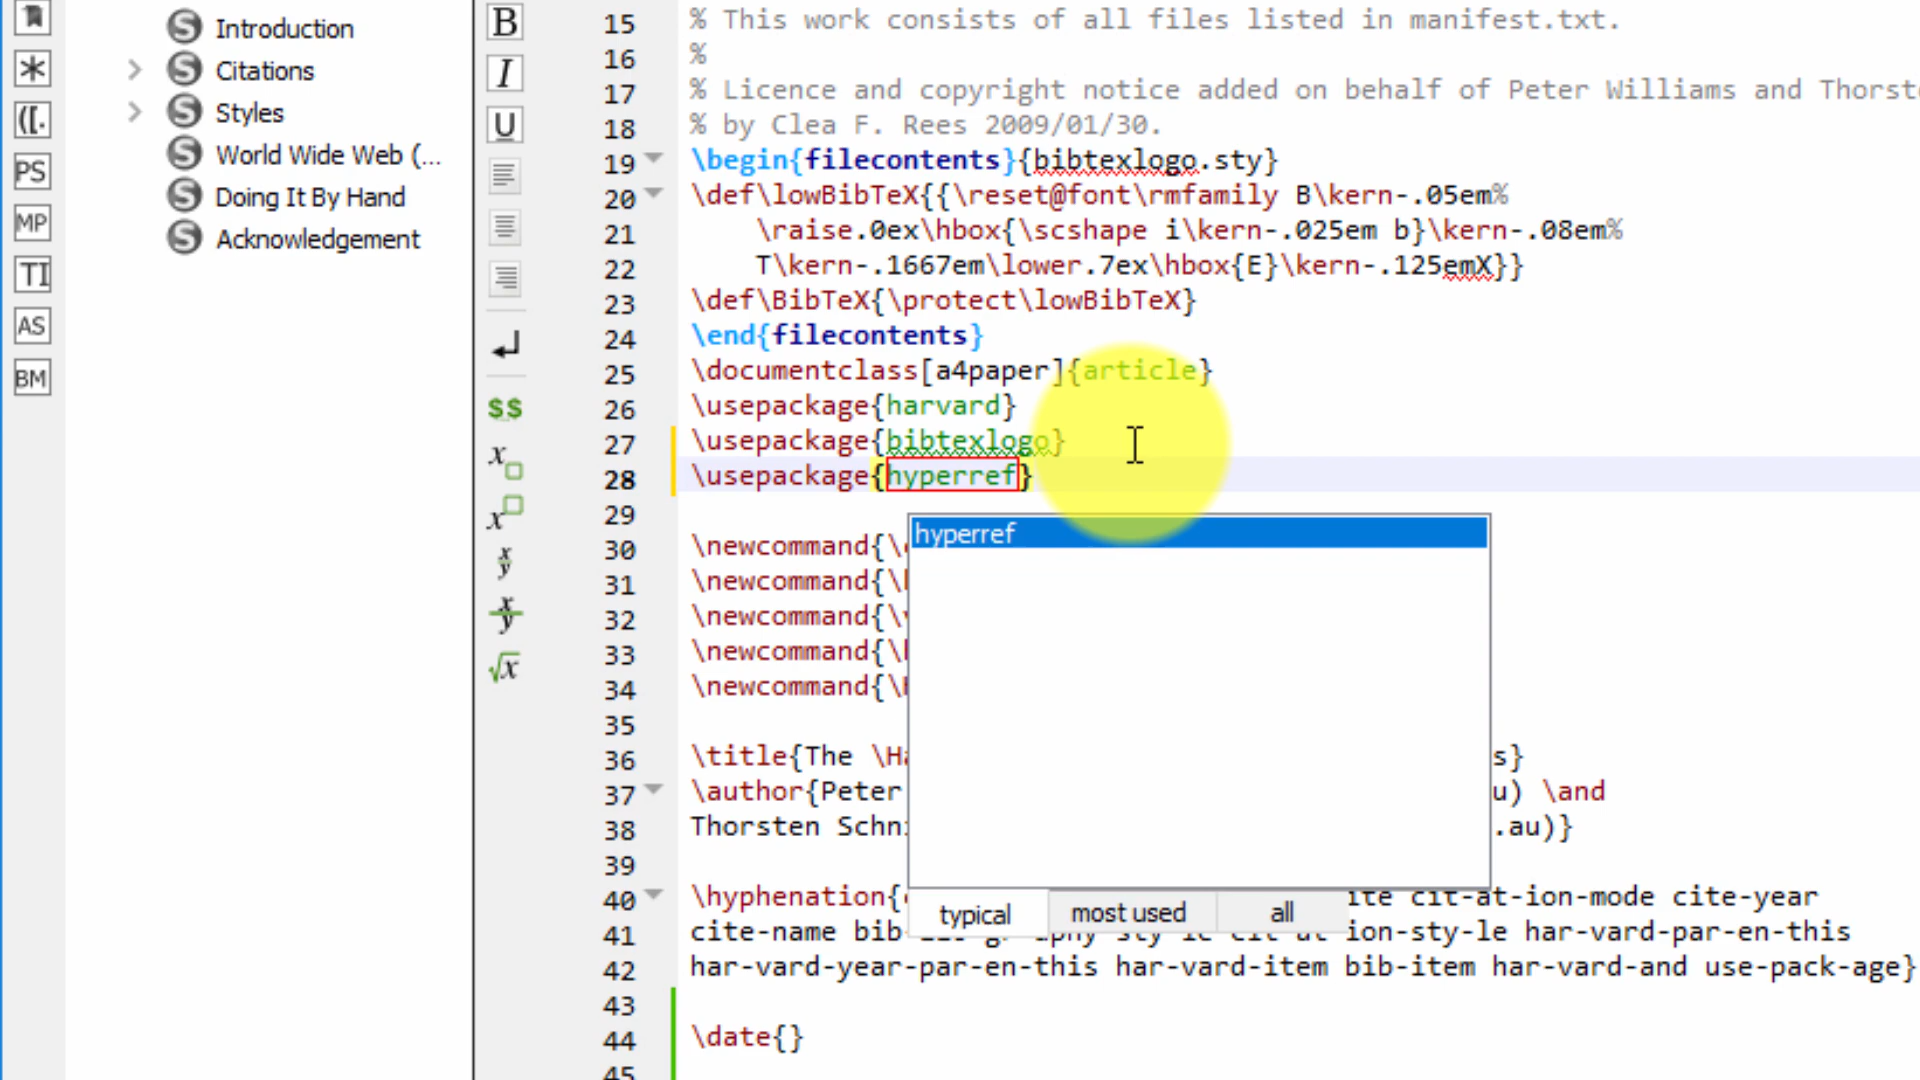 Introduction
Citations
Styles
World Wide Web (...
Doing It By Hand
Acknowledgement
([.
PS
MP
TI
AS
BM
B
I
U
$$
x
x
x
y
x
y
√x
15 % This work consists of all files listed in manifest.txt.
16 %
17 % Licence and copyright notice added on behalf of Peter Williams and Thorst
18 % by Clea F. Rees 2009/01/30.
19 \begin{filecontents}{bibtexlogo.sty}
20 \def\lowBibTeX{{\reset@font\rmfamily B\kern-.05em%
21 \raise.0ex\hbox{\scshape i\kern-.025em b}\kern-.08em%
22 T\kern-.1667em\lower.7ex\hbox{E}\kern-.125emX}}
23 \def\BibTeX{\protect\lowBibTeX}
24 \end{filecontents}
25 \documentclass[a4paper]{article}
26 \usepackage{harvard}
27 \usepackage{bibtexlogo}
28 \usepackage{hyperref}
29
30 \newcommand{\
31 \newcommand{\
32 \newcommand{\
33 \newcommand{\
34 \newcommand{\
35
36 \title{The \Ha s}
37 \author{Peter u) \and
38 Thorsten Schn .au)}
39
40 \hyphenation{ ite cit-at-ion-mode cite-year
41 cite-name bib ion-sty-le har-vard-par-en-this
42 har-vard-year-par-en-this har-vard-item bib-item har-vard-and use-pack-age}
43
44 \date{}
45
hyperref
typical most used all